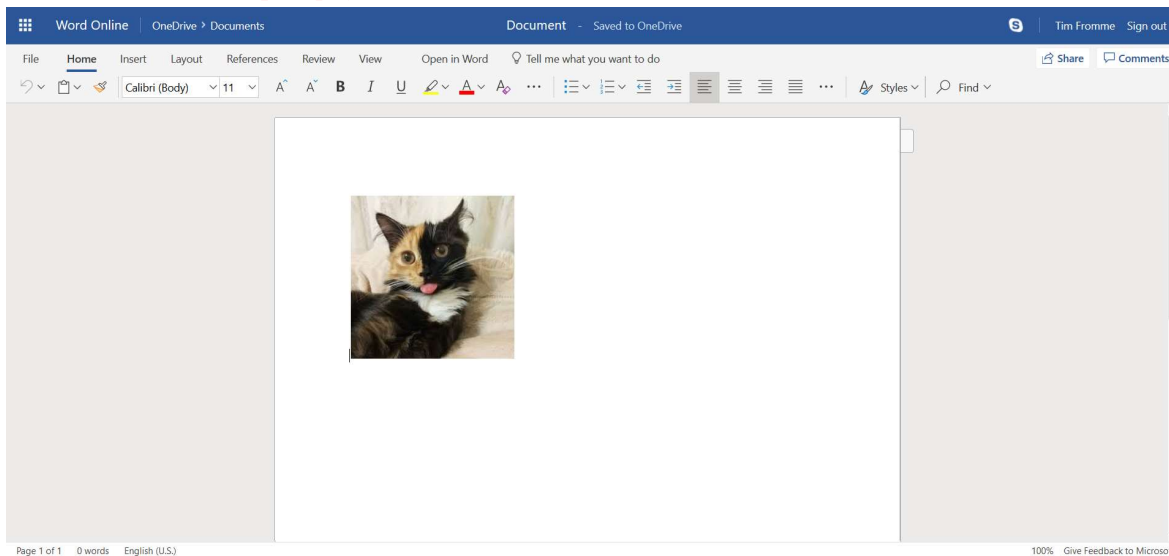 Word Online OneDrive > Documents Document - Saved to OneDrive Tim Fromme Sign out
File Home Insert Layout References Review View Open in Word Tell me what you want to do Share Comments
Calibri (Body) 11 A A B I U A A Styles Find
Page 1 of 1 0 words English (U.S.) 100% Give Feedback to Microso